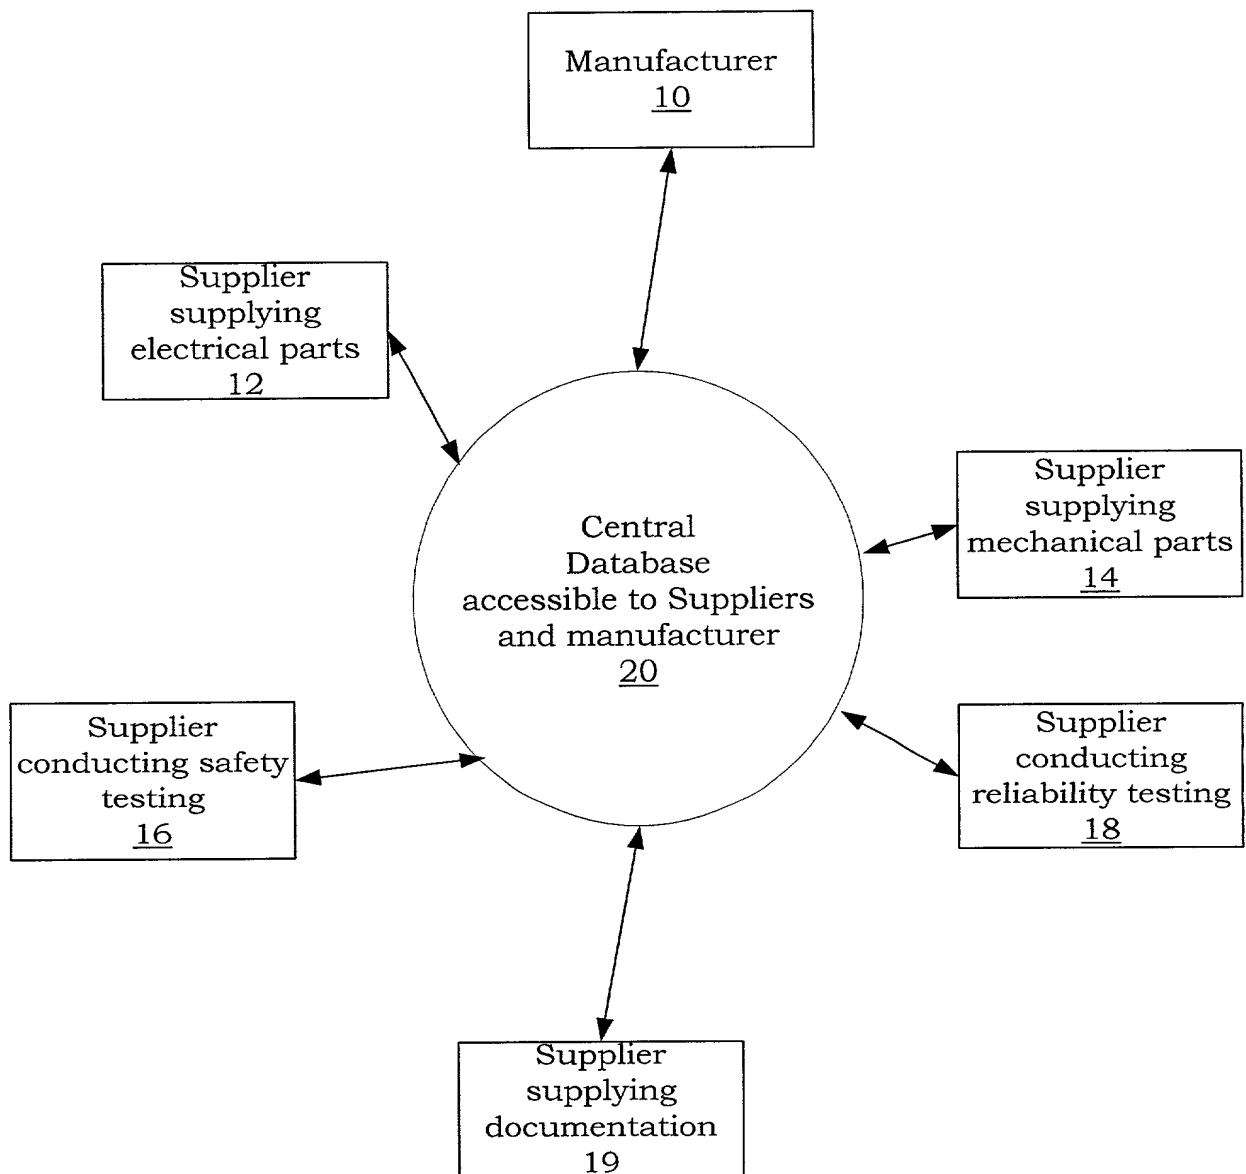 Manufacturer
10
Supplier
supplying
electrical parts
12
Supplier
supplying
mechanical parts
14
Central
Database
accessible to Suppliers
and manufacturer
20
Supplier
conducting safety
testing
16
Supplier
conducting
reliability testing
18
Supplier
supplying
documentation
19